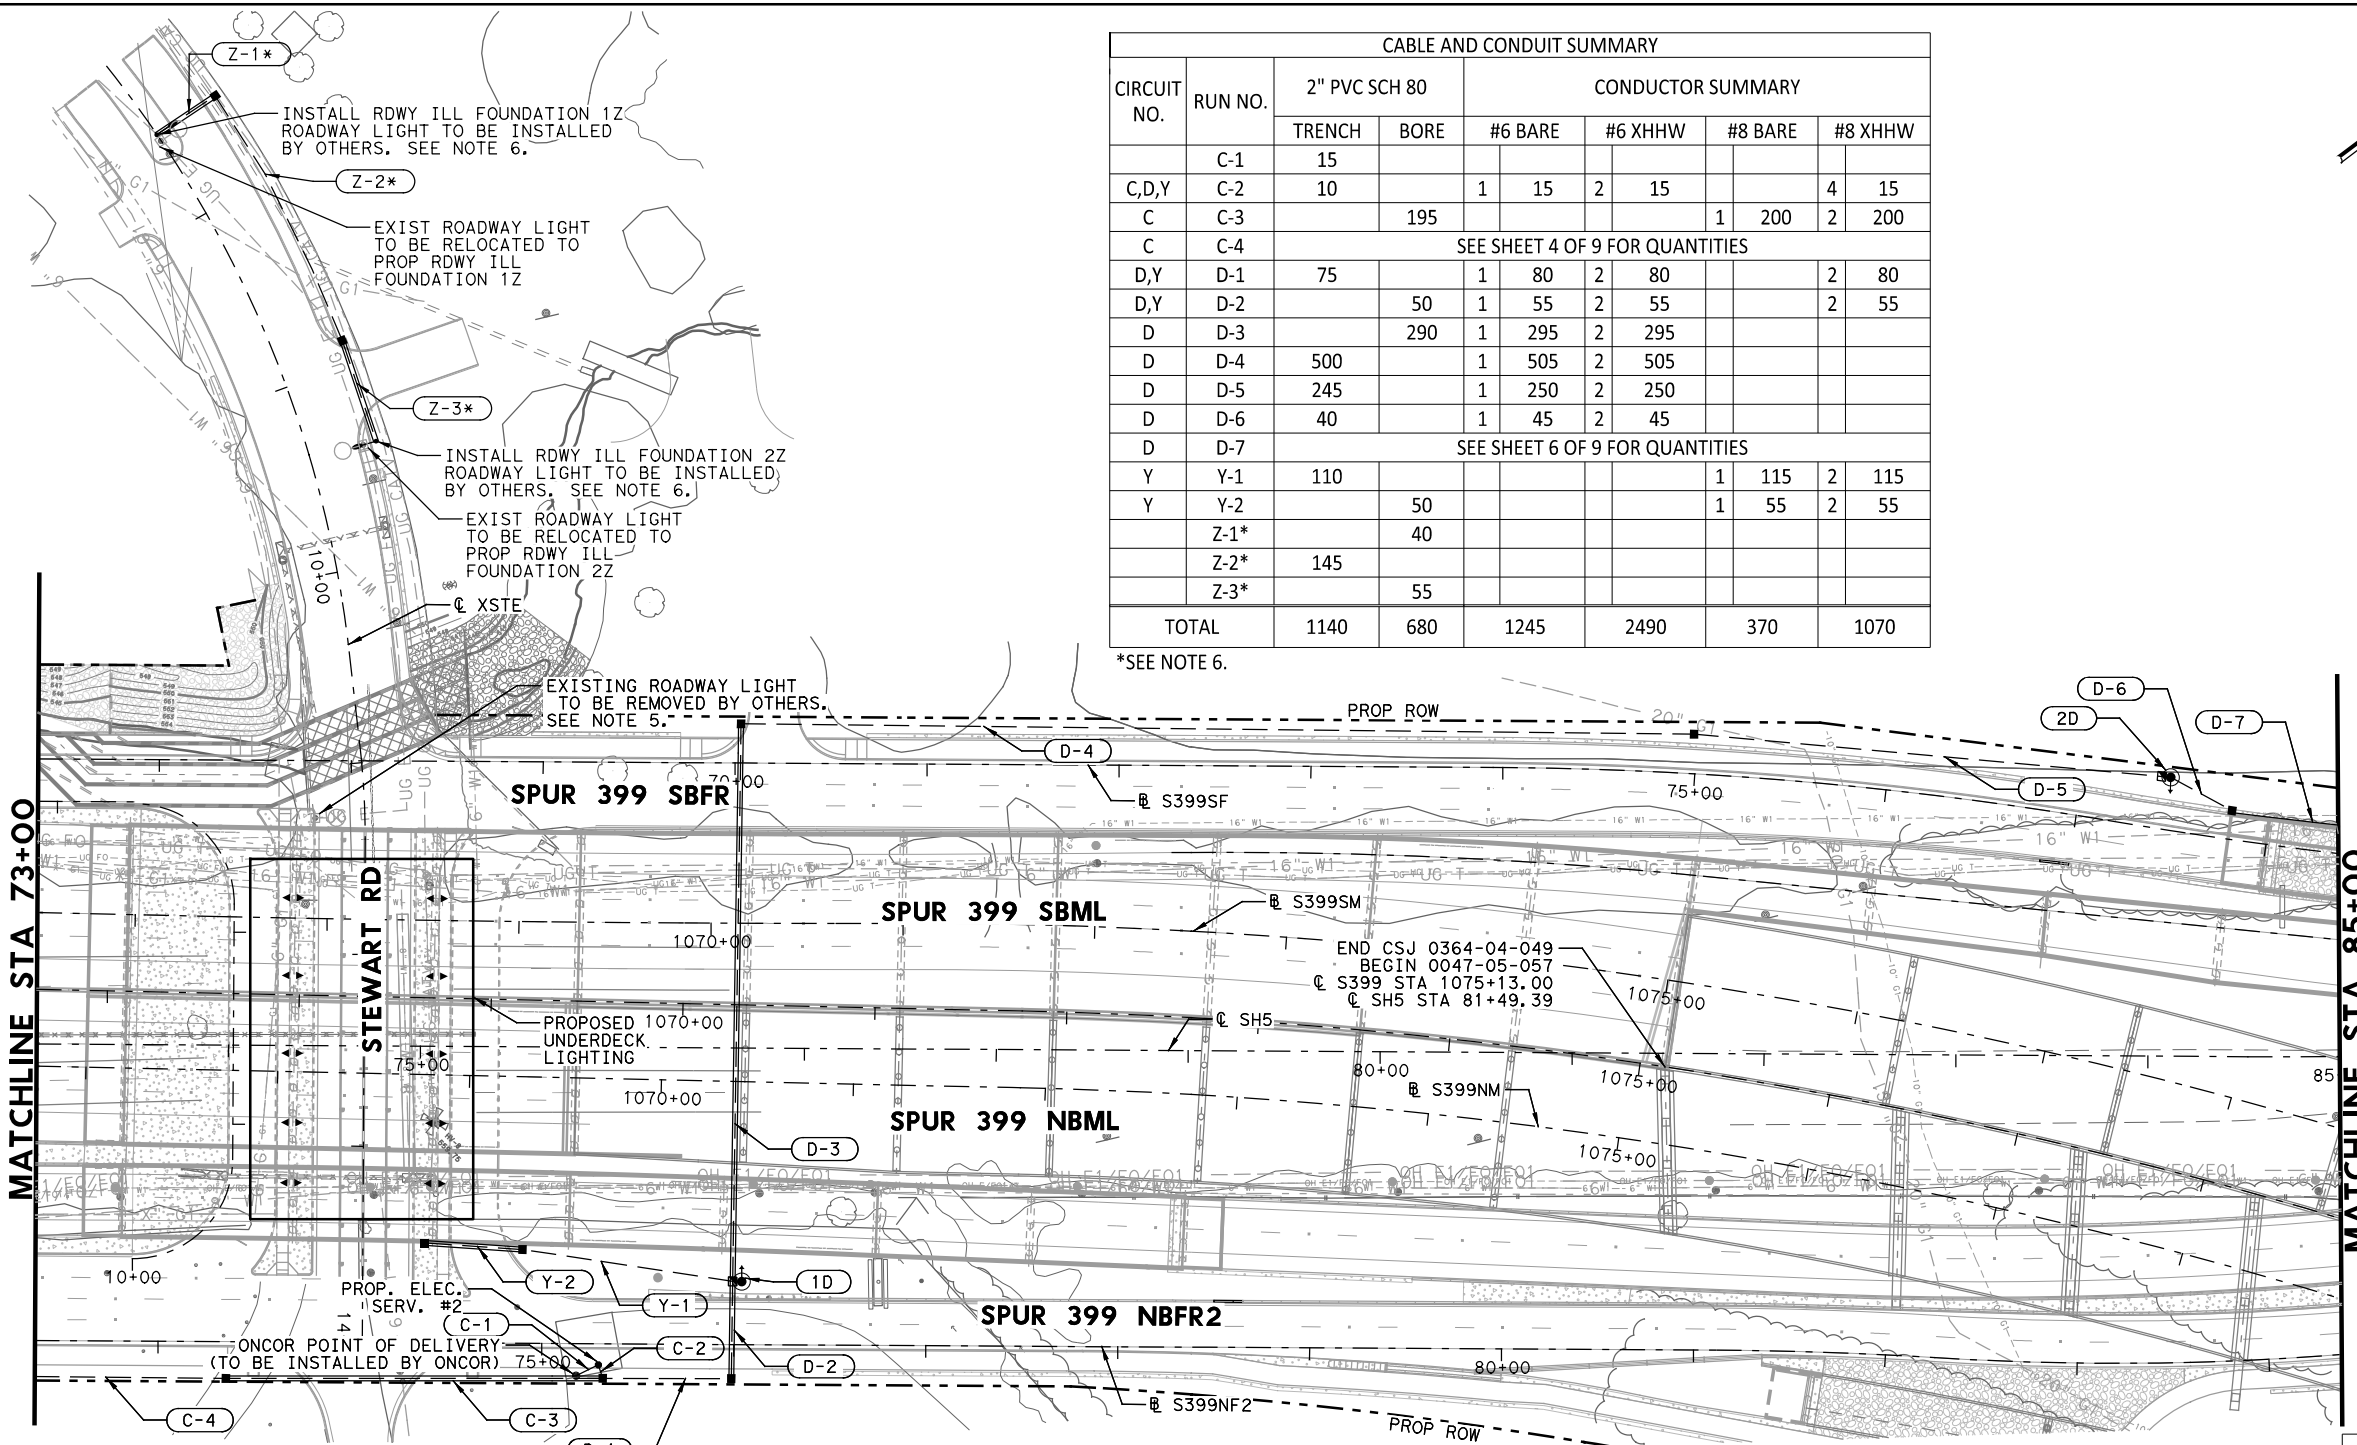 CABLE AND CONDUIT SUMMARY
CIRCUIT NO. RUN NO. 2" PVC SCH 80 CONDUCTOR SUMMARY
TRENCH BORE #6 BARE #6 XHHW #8 BARE #8 XHHW
C-1 15
C,D,Y C-2 10 1 15 2 15 4 15
C C-3 195 1 200 2 200
C C-4 SEE SHEET 4 OF 9 FOR QUANTITIES
D,Y D-1 75 1 80 2 80 2 80
D,Y D-2 50 1 55 2 55 2 55
D D-3 290 1 295 2 295
D D-4 500 1 505 2 505
D D-5 245 1 250 2 250
D D-6 40 1 45 2 45
D D-7 SEE SHEET 6 OF 9 FOR QUANTITIES
Y Y-1 110 1 115 2 115
Y Y-2 50 1 55 2 55
Z-1* 40
Z-2* 145
Z-3* 55
TOTAL 1140 680 1245 2490 370 1070
*SEE NOTE 6.
Z-1*
INSTALL RDWY ILL FOUNDATION 1Z
ROADWAY LIGHT TO BE INSTALLED
BY OTHERS. SEE NOTE 6.
Z-2*
EXIST ROADWAY LIGHT
TO BE RELOCATED TO
PROP RDWY ILL
FOUNDATION 1Z
Z-3*
INSTALL RDWY ILL FOUNDATION 2Z
ROADWAY LIGHT TO BE INSTALLED
BY OTHERS. SEE NOTE 6.
EXIST ROADWAY LIGHT
TO BE RELOCATED TO
PROP RDWY ILL
FOUNDATION 2Z
10+00
℄ XSTE
EXISTING ROADWAY LIGHT
TO BE REMOVED BY OTHERS.
SEE NOTE 5.
PROP ROW
20" G1
D-6
2D
D-7
D-4
D-5
SPUR 399 SBFR
70+00
S399SF
75+00
MATCHLINE STA 73+00
STEWART RD
16" W1
SPUR 399 SBML
S399SM
1070+00
END CSJ 0364-04-049
BEGIN 0047-05-057
℄ S399 STA 1075+13.00
℄ SH5 STA 81+49.39
1075+00
PROPOSED
UNDERDECK
LIGHTING
1070+00
℄ SH5
75+00
80+00
1075+00
85
1070+00
S399NM
SPUR 399 NBML
D-3
1075+00
OH E1/FO/FO1
MATCHLINE STA 85+00
10+00
Y-2
1D
PROP. ELEC.
SERV. #2
Y-1
SPUR 399 NBFR2
C-1
ONCOR POINT OF DELIVERY
(TO BE INSTALLED BY ONCOR)
75+00
C-2
D-2
80+00
C-4
C-3
S399NF2
PROP ROW